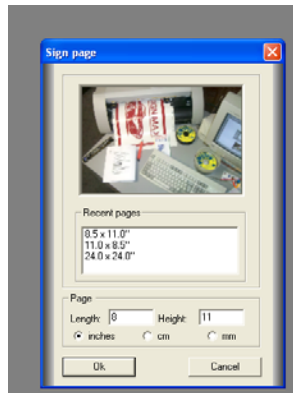 Sign page
Recent pages
8.5 x 11.0"
11.0 x 8.5"
24.0 x 24.0"
Page
Length: 8 Height: 11
inches cm mm
Ok Cancel